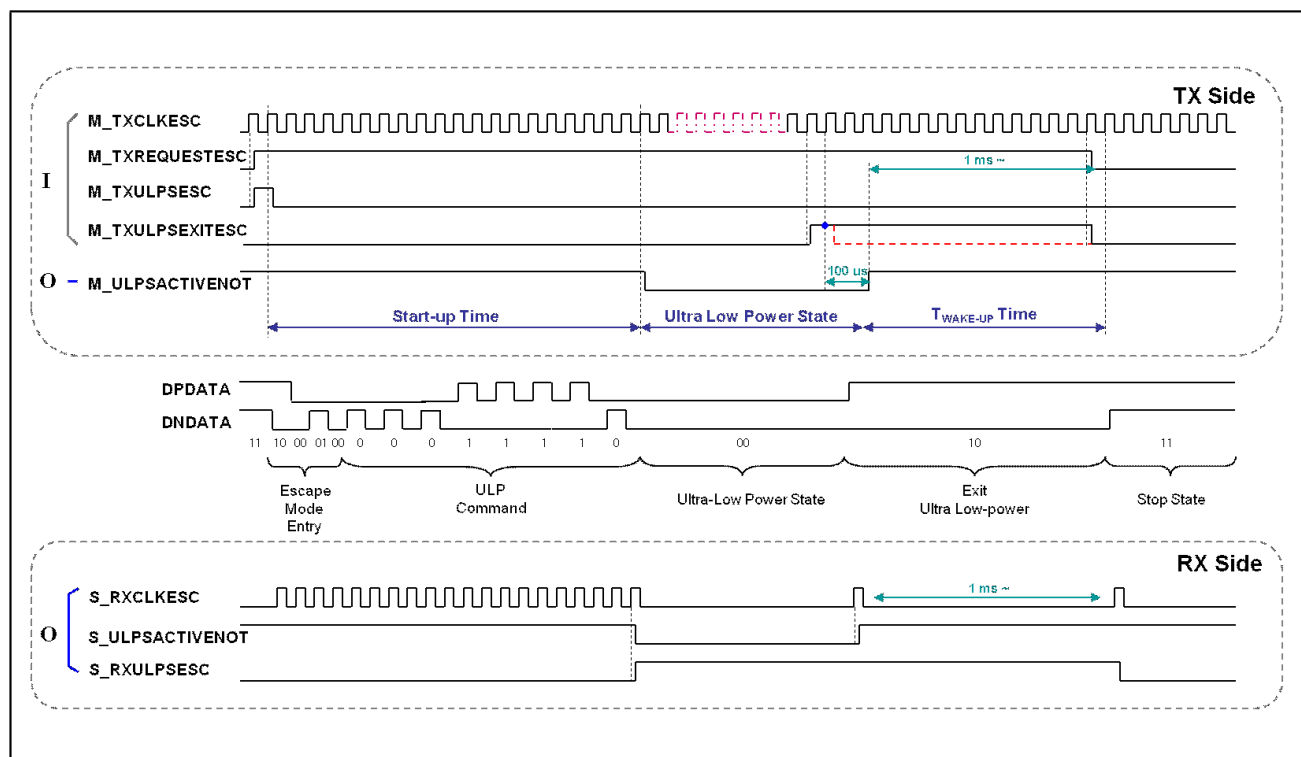 TX Side
M_TXCLKESC
M_TXREQUESTESC
1 ms ~
I
M_TXULPSESC
M_TXULPSEXITESC
100 us
O
M_ULPSACTIVENOT
Start-up Time
Ultra Low Power State
TWAKE-UP Time
DPDATA
DNDATA
11 10 00 01 00 0 0 0 1 1 1 1 0 00 10 11
Escape
Mode
Entry
ULP
Command
Ultra-Low Power State
Exit
Ultra Low-power
Stop State
RX Side
S_RXCLKESC
1 ms ~
O
S_ULPSACTIVENOT
S_RXULPSESC